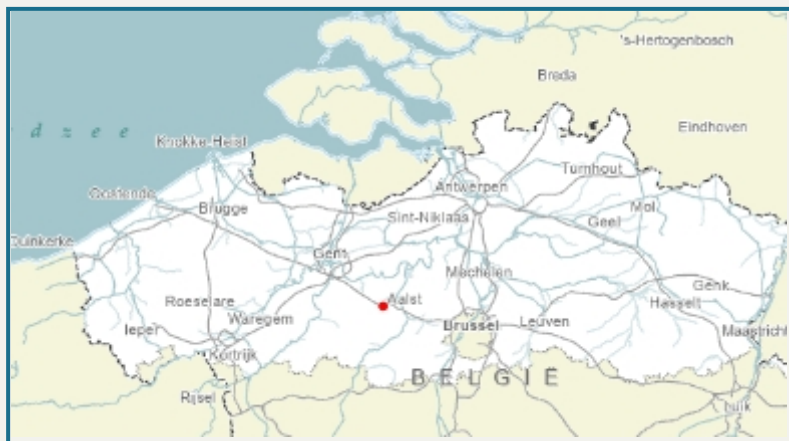 's-Hertogenbosch
Breda
Eindhoven
d z e e
Knokke-Heist
Turnhout
Antwerpen
Oostende
Brugge
Sint-Niklaas
Geel
Mol
Duinkerke
Gent
Mechelen
Genk
Roeselare
Aalst
Hasselt
Ieper
Waregem
Brussel
Leuven
Maastricht
Kortrijk
BELGIË
Rijsel
Luik